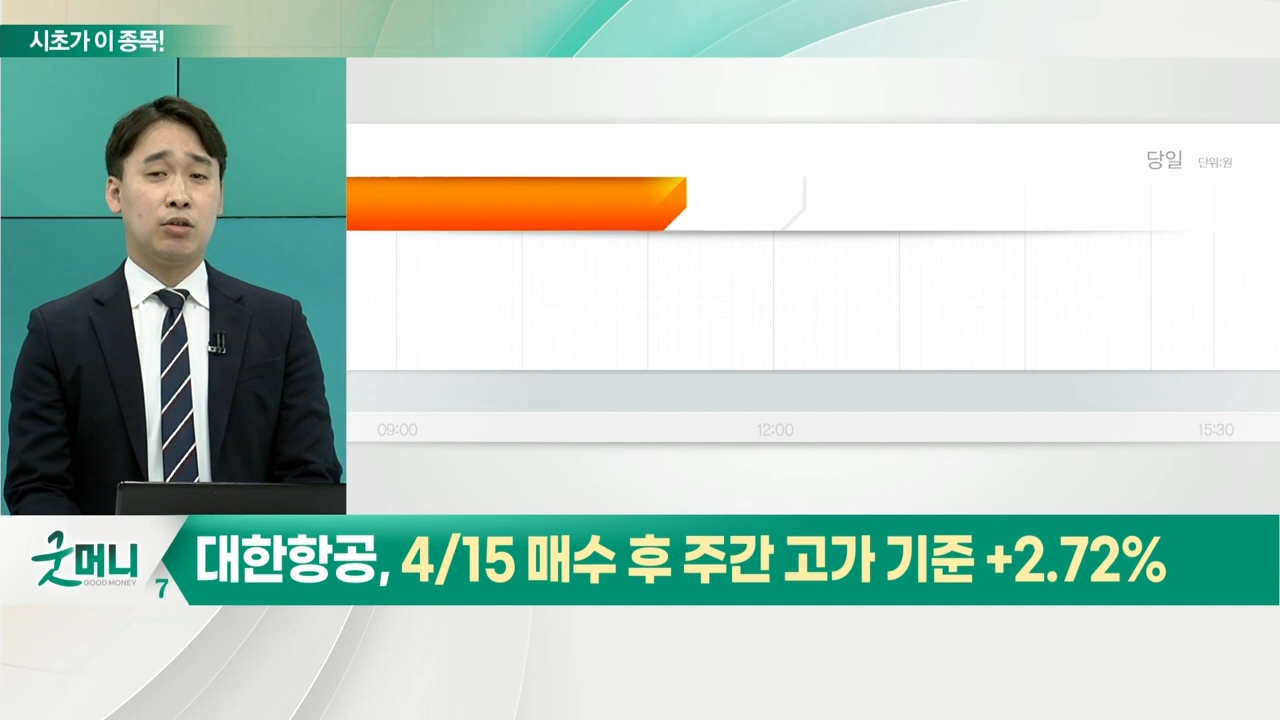 시초가 이 종목!
당일 단위:원
09:00 12:00 15:30
굿머니
GOOD MONEY
7
대한항공, 4/15 매수 후 주간 고가 기준 +2.72%